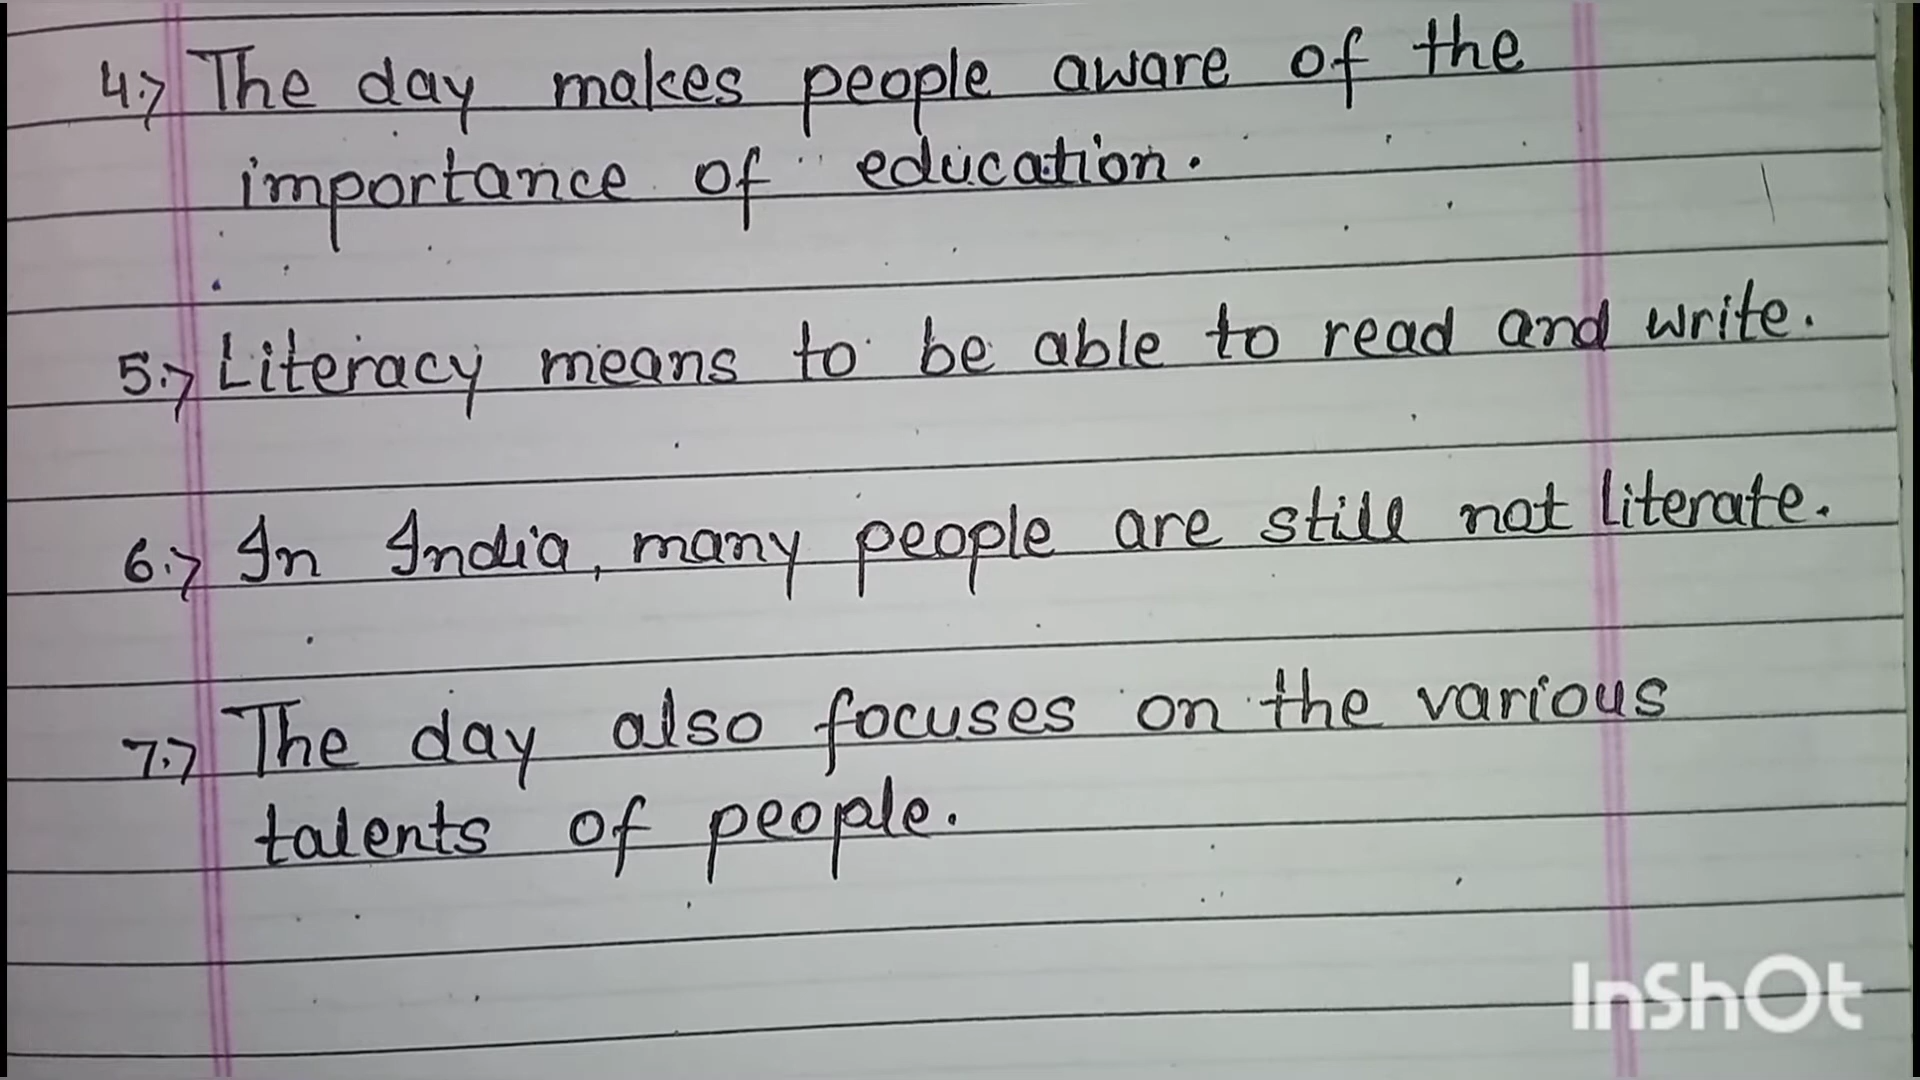 4.> The day makes people aware of the
importance of education.
5.> Literacy means to be able to read and write.
6.> In India, many people are still not literate.
7.> The day also focuses on the various
talents of people.
InShOt